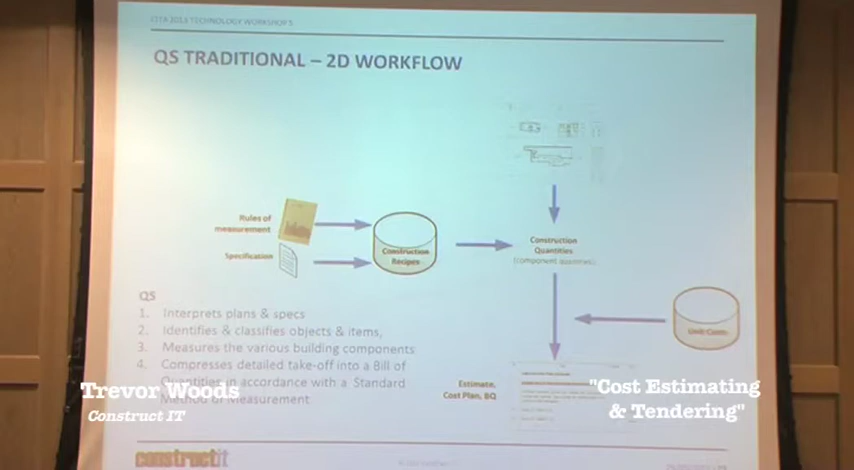 CITA 2013 TECHNOLOGY WORKSHOP 5
QS TRADITIONAL – 2D WORKFLOW
Rules of
measurement
Specification
Construction
Recipes
Construction
Quantities
(component quantities)
Unit Costs
QS
1. Interprets plans & specs
2. Identifies & classifies objects & items,
3. Measures the various building components
4. Compresses detailed take-off into a Bill of
Quantities in accordance with a Standard
Method of Measurement
Estimate,
Cost Plan, BQ
Trevor Woods
Construct IT
"Cost Estimating
& Tendering"
constructit